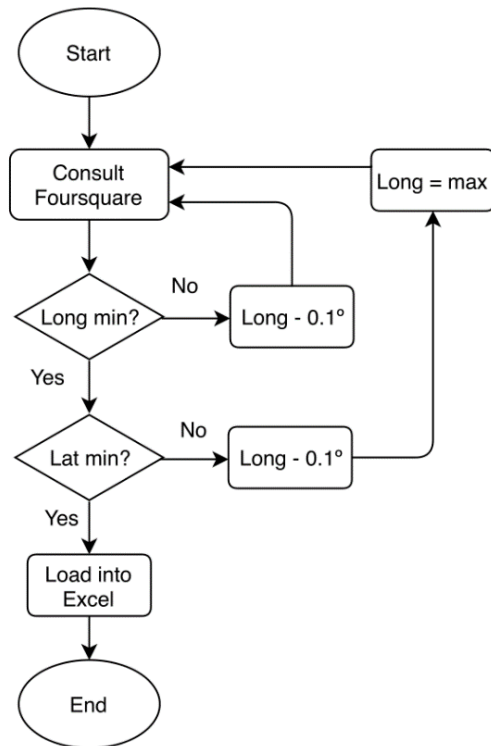 Start
Consult
Foursquare
Long = max
No
Long min?
Long - 0.1º
Yes
No
Lat min?
Long - 0.1º
Yes
Load into
Excel
End